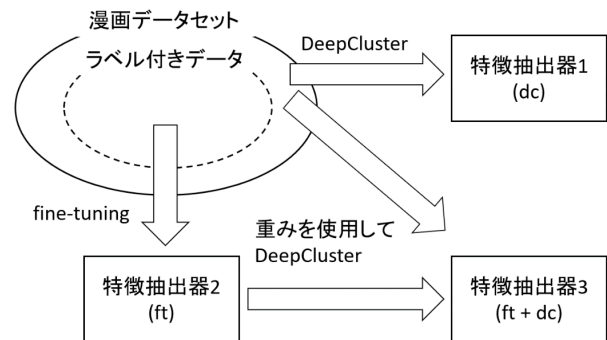 漫画データセット
ラベル付きデータ
DeepCluster
特徴抽出器1
(dc)
fine-tuning
重みを使用して
DeepCluster
特徴抽出器2
(ft)
特徴抽出器3
(ft + dc)